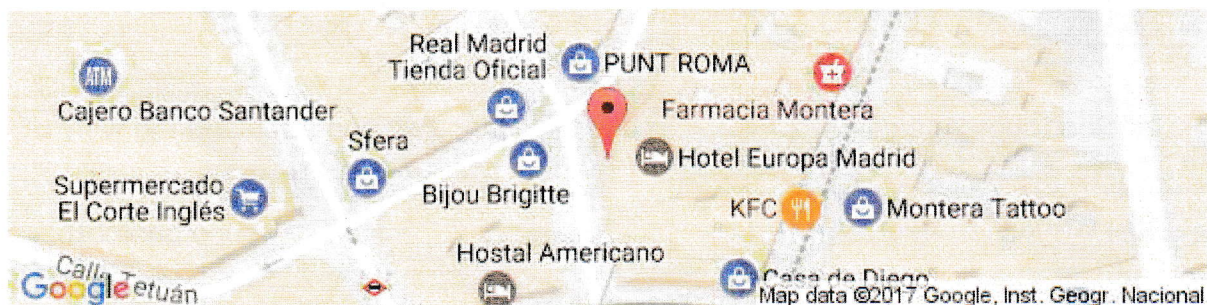 Real Madrid
Tienda Oficial
PUNT ROMA
ATM
Cajero Banco Santander
Farmacia Montera
Sfera
Hotel Europa Madrid
Supermercado
El Corte Inglés
Bijou Brigitte
KFC
Montera Tattoo
Hostal Americano
Calle Tetuán
Casa de Diego
Google
Map data ©2017 Google, Inst. Geogr. Nacional